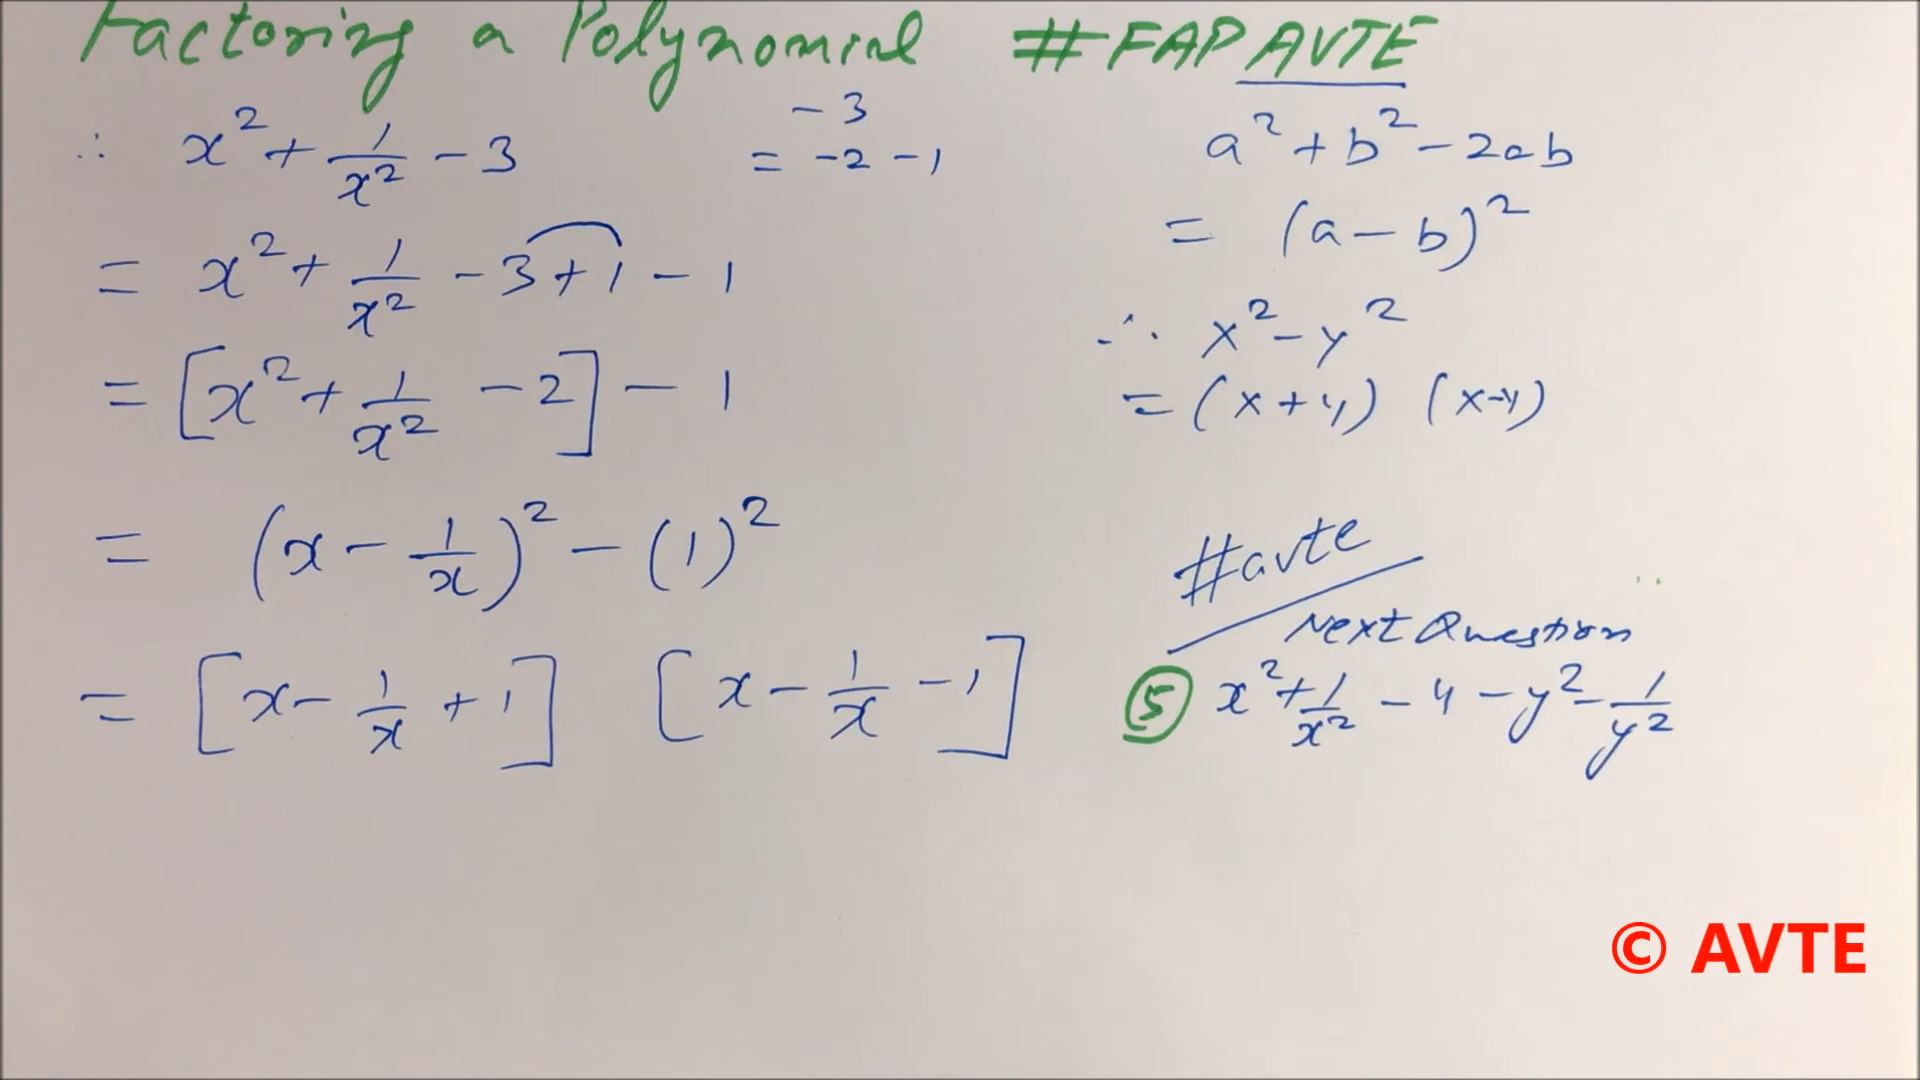 Factoring a Polynomial #FAPAVTE
∴ x² + 1/x² - 3
= x² + 1/x² - 3 + 1 - 1
= [x² + 1/x² - 2] - 1
= (x - 1/x)² - (1)²
= [x - 1/x + 1] [x - 1/x - 1]
- 3
= -2 - 1
a² + b² - 2ab
= (a - b)²
∴ x² - y²
= (x + y) (x - y)
#avte
Next Question
⑤ x² + 1/x² - 4 - y² - 1/y²
© AVTE